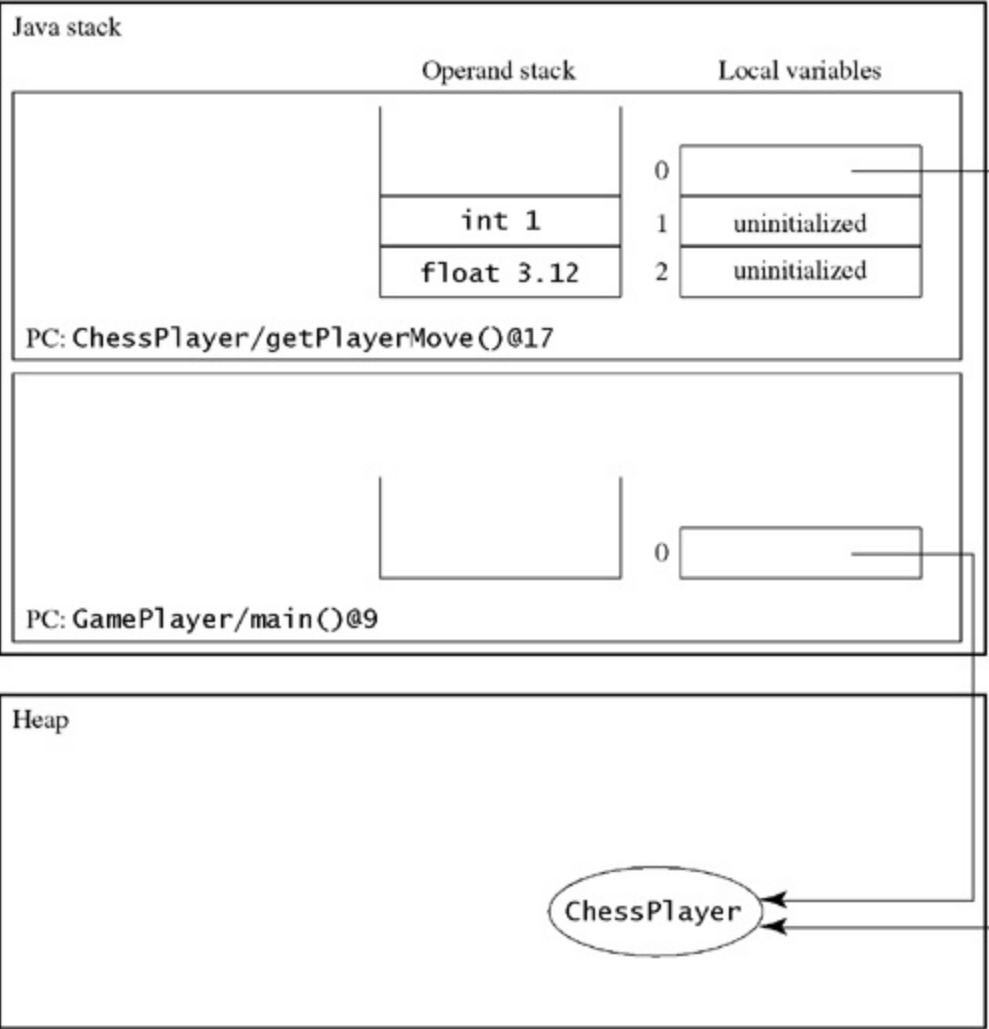 Java stack
Operand stack Local variables
0
int 1 1 uninitialized
float 3.12 2 uninitialized
PC: ChessPlayer/getPlayerMove()@17
0
PC: GamePlayer/main()@9
Heap
ChessPlayer